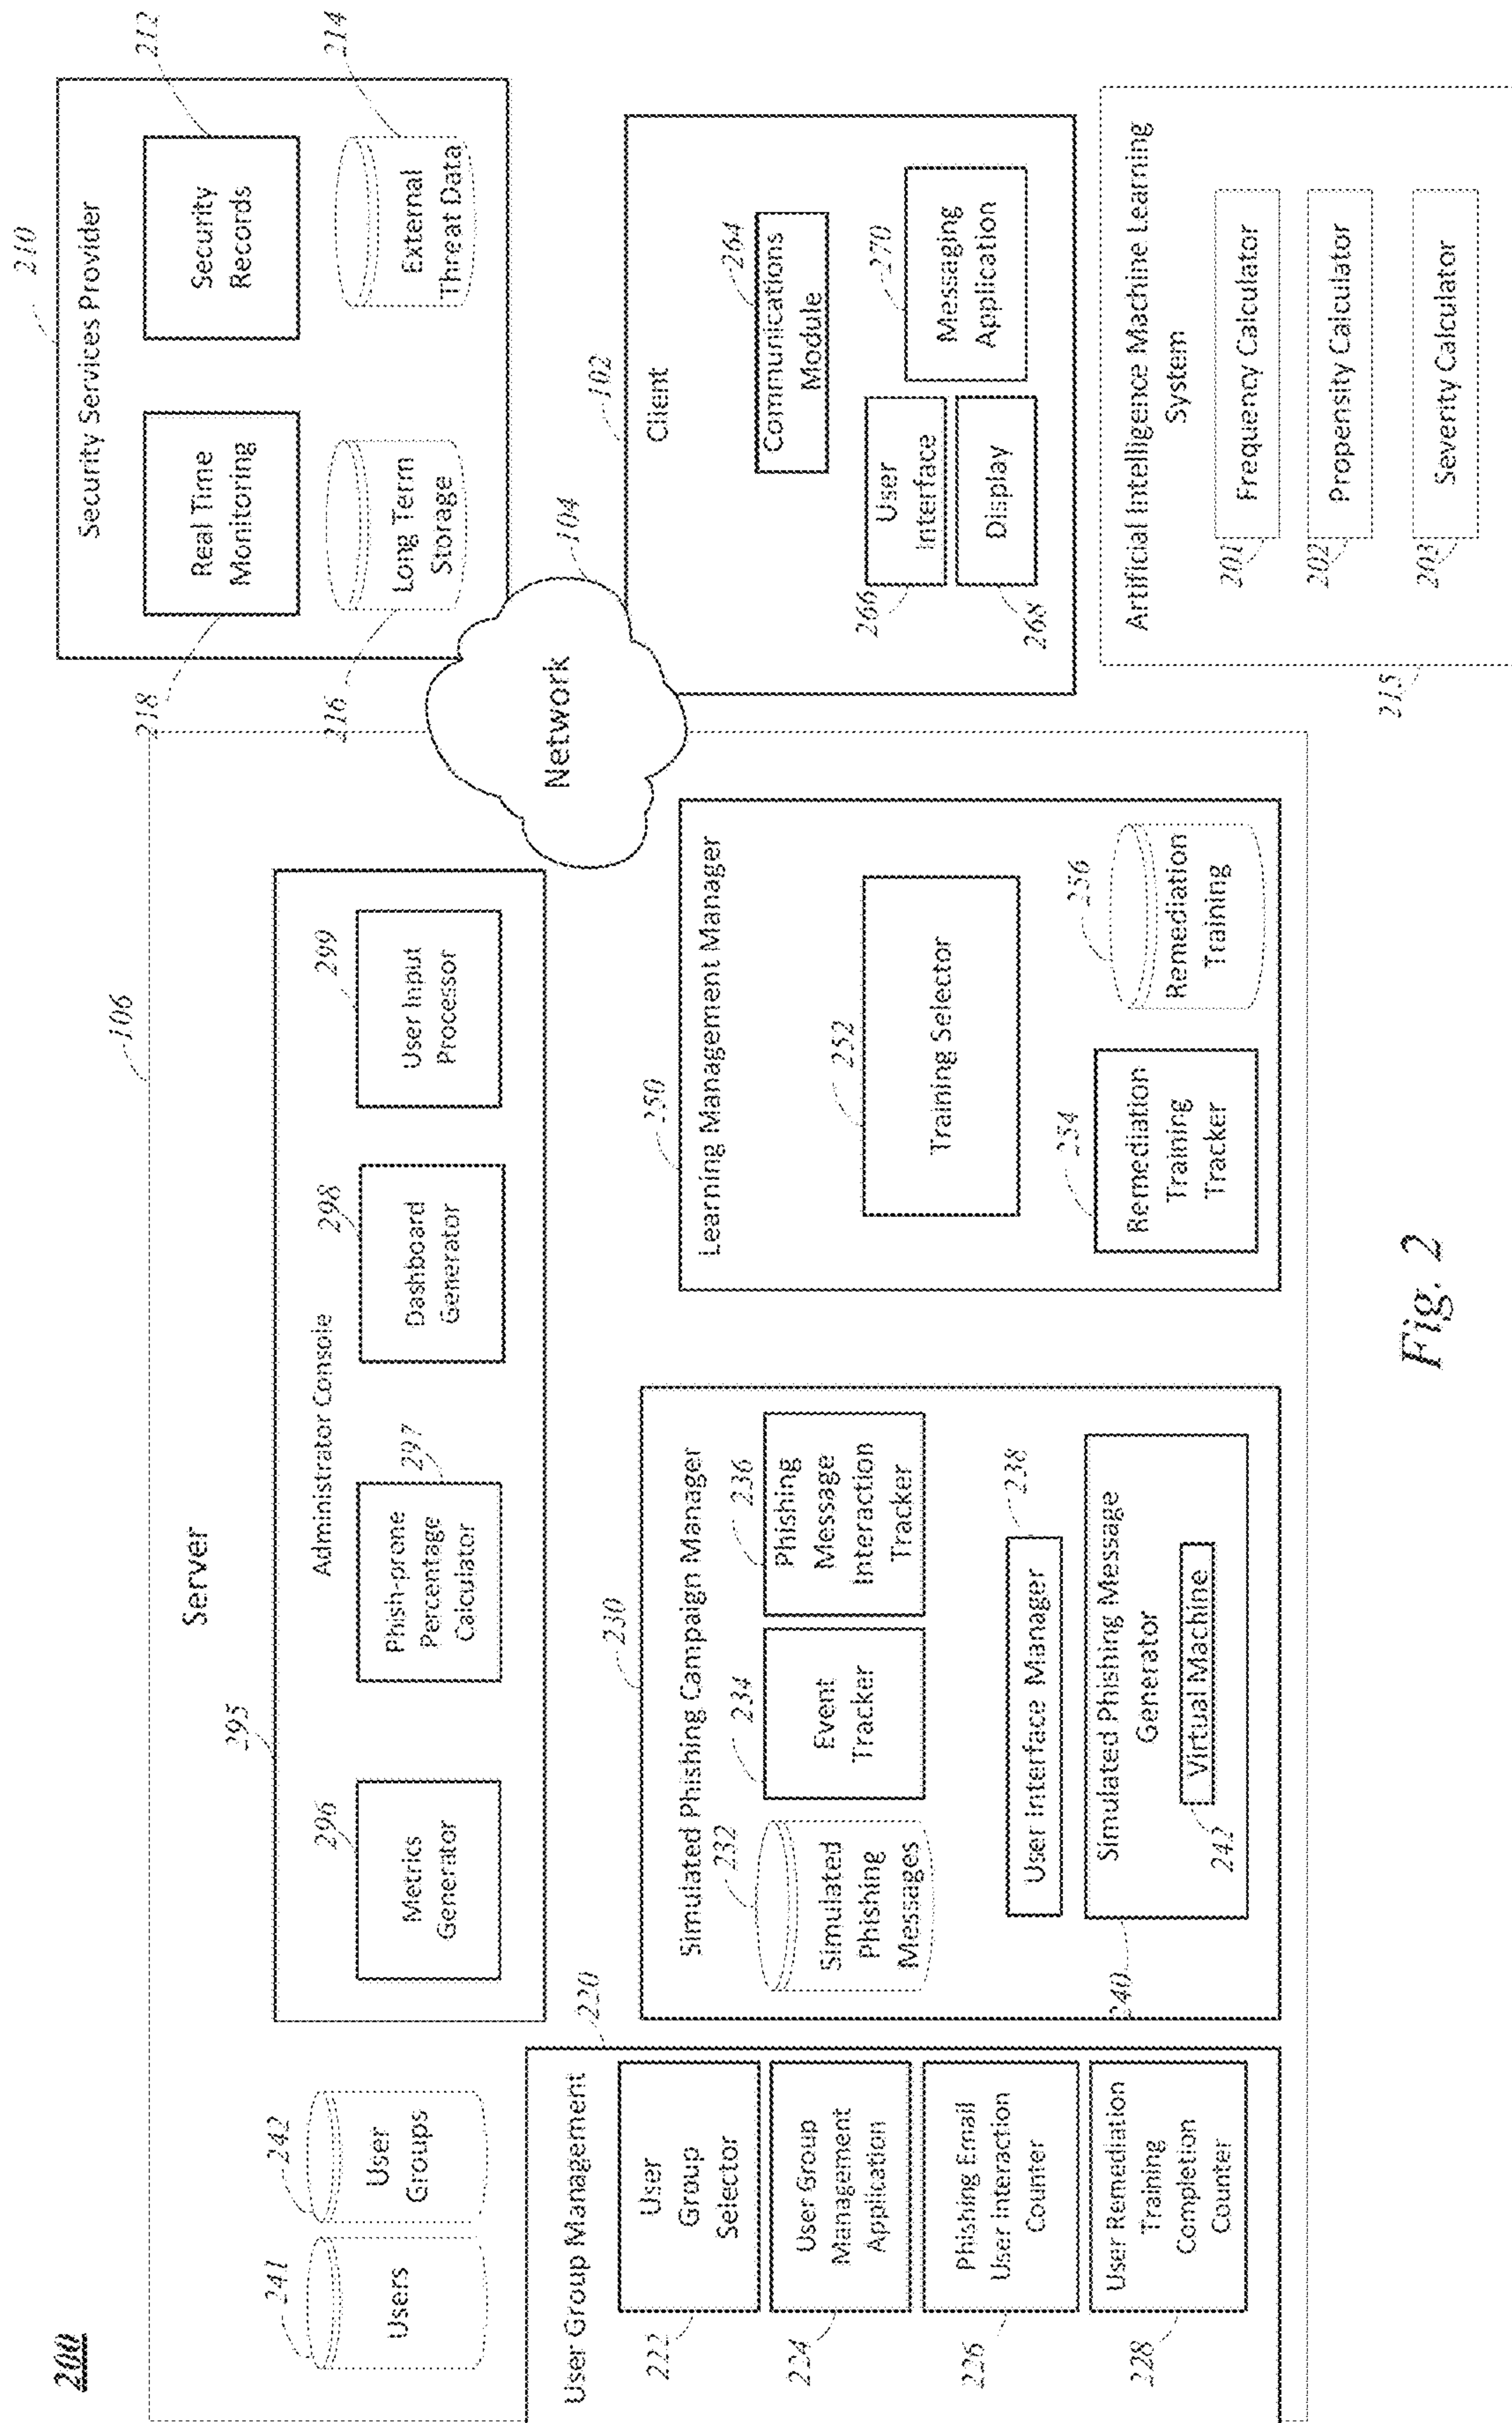 200
Server
106
241
Users
242
User
Groups
295
Administrator Console
296
Metrics
Generator
297
Phish-prone
Percentage
Calculator
298
Dashboard
Generator
299
User Input
Processor
220
User Group Management
222
User
Group
Selector
224
User Group
Management
Application
226
Phishing Email
User Interaction
Counter
228
User Remediation
Training
Completion
Counter
230
Simulated Phishing Campaign Manager
232
Simulated
Phishing
Messages
234
Event
Tracker
236
Phishing
Message
Interaction
Tracker
238
User Interface Manager
240
Simulated Phishing Message
Generator
242
Virtual Machine
250
Learning Management Manager
252
Training Selector
254
Remediation
Training
Tracker
256
Remediation
Training
Network
104
210
Security Services Provider
218
Real Time
Monitoring
212
Security
Records
216
Long Term
Storage
214
External
Threat Data
102
Client
264
Communications
Module
266
User
Interface
268
Display
270
Messaging
Application
215
Artificial Intelligence Machine Learning
System
201
Frequency Calculator
202
Propensity Calculator
203
Severity Calculator
Fig. 2